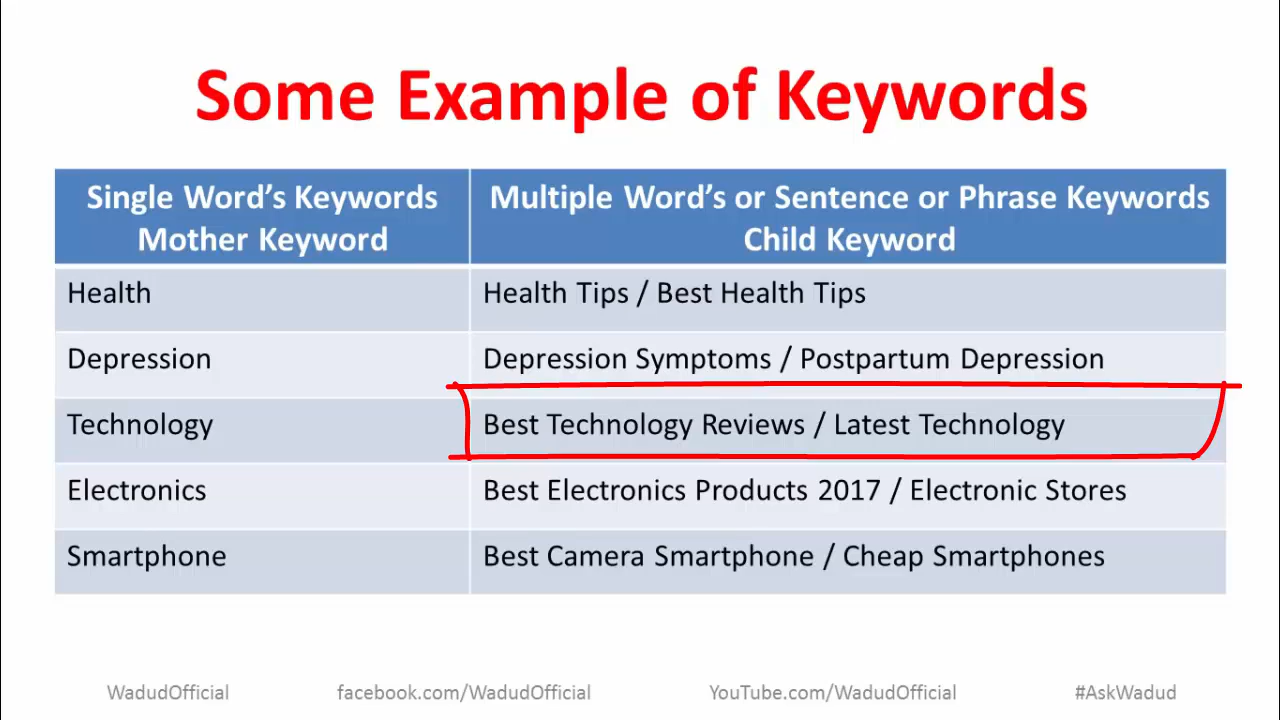 Some Example of Keywords
Single Word's Keywords
Mother Keyword
Multiple Word's or Sentence or Phrase Keywords
Child Keyword
Health
Health Tips / Best Health Tips
Depression
Depression Symptoms / Postpartum Depression
Technology
Best Technology Reviews / Latest Technology
Electronics
Best Electronics Products 2017 / Electronic Stores
Smartphone
Best Camera Smartphone / Cheap Smartphones
WadudOfficial
facebook.com/WadudOfficial
YouTube.com/WadudOfficial
#AskWadud